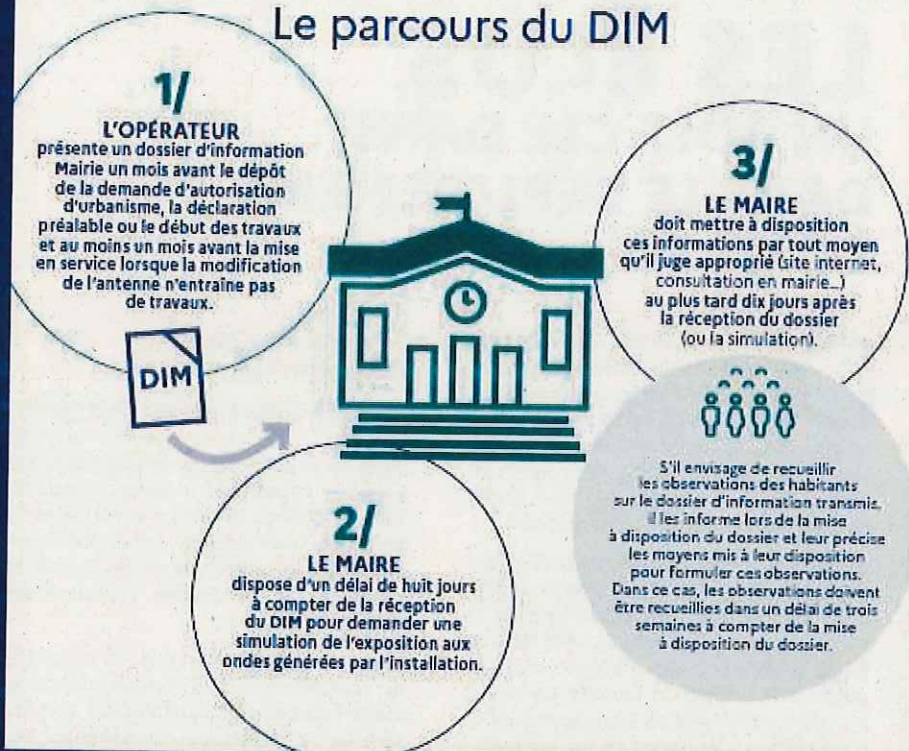 Le parcours du DIM
1/
L'OPÉRATEUR
présente un dossier d'information
Mairie un mois avant le dépôt
de la demande d'autorisation
d'urbanisme, la déclaration
préalable ou le début des travaux
et au moins un mois avant la mise
en service lorsque la modification
de l'antenne n'entraine pas
de travaux.
DIM
2/
LE MAIRE
dispose d'un délai de huit jours
à compter de la réception
du DIM pour demander une
simulation de l'exposition aux
ondes générées par l'installation.
3/
LE MAIRE
doit mettre à disposition
ces informations par tout moyen
qu'il juge approprié (site internet,
consultation en mairie...)
au plus tard dix jours après
la réception du dossier
(ou la simulation).
S'il envisage de recueillir
les observations des habitants
sur le dossier d'information transmis,
il les informe lors de la mise
à disposition du dossier et leur précise
les moyens mis à leur disposition
pour formuler ces observations.
Dans ce cas, les observations doivent
être recueillies dans un délai de trois
semaines à compter de la mise
à disposition du dossier.